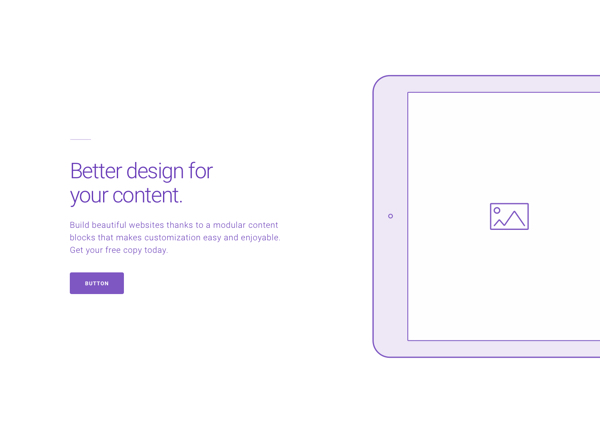 Better design for
your content.
Build beautiful websites thanks to a modular content
blocks that makes customization easy and enjoyable.
Get your free copy today.
BUTTON